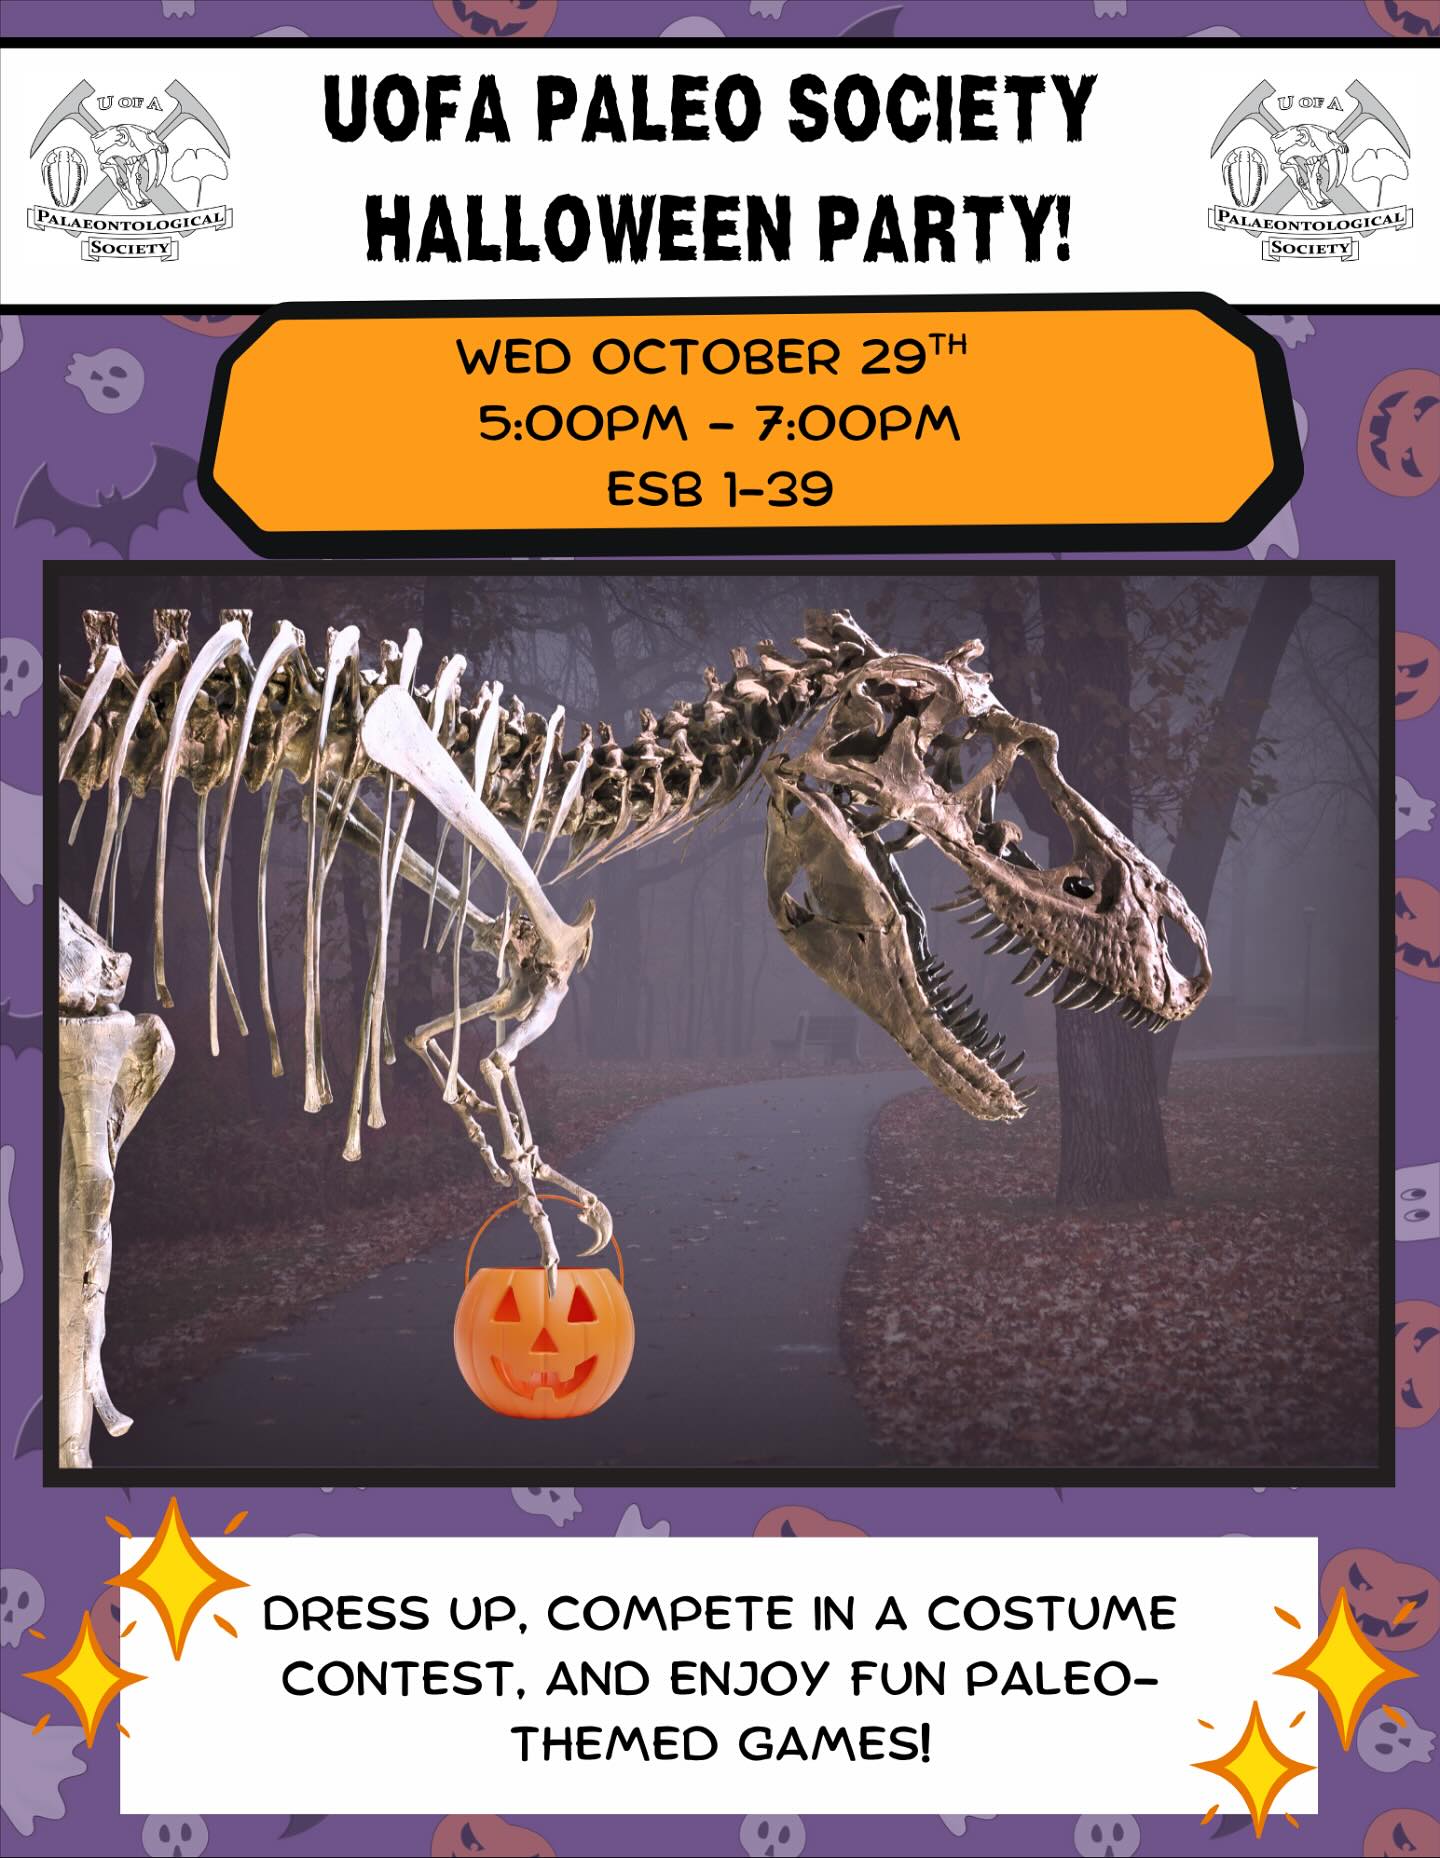 U OF A
PALAEONTOLOGICAL
SOCIETY
UOFA PALEO SOCIETY
HALLOWEEN PARTY!
U OF A
PALAEONTOLOGICAL
SOCIETY
WED OCTOBER 29TH
5:00PM - 7:00PM
ESB 1-39
DRESS UP, COMPETE IN A COSTUME
CONTEST, AND ENJOY FUN PALEO-
THEMED GAMES!